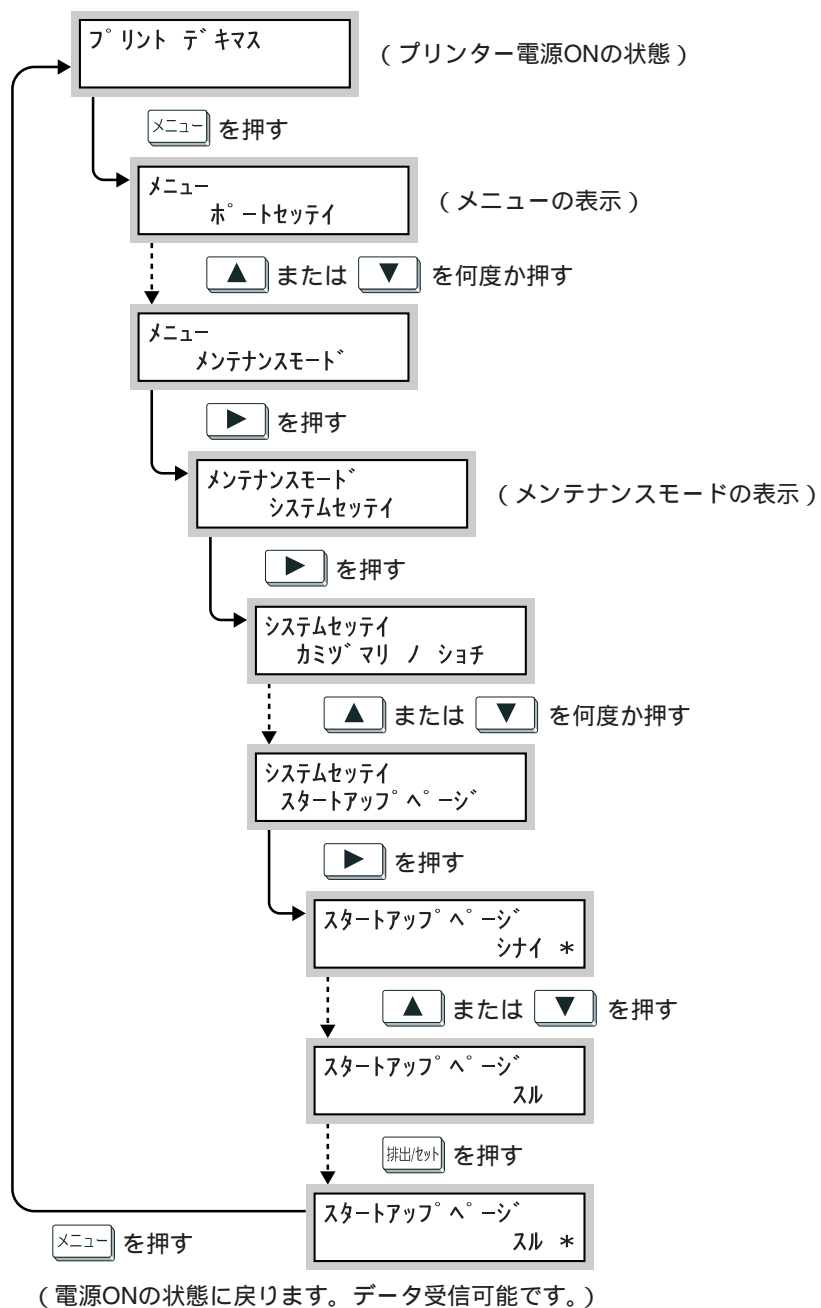 プリント デキマス
(プリンター電源ONの状態)
メニュー を押す
メニュー
ポートセッテイ
(メニューの表示)
▲ または ▼ を何度か押す
メニュー
メンテナンスモード
▶ を押す
メンテナンスモード
システムセッテイ
(メンテナンスモードの表示)
▶ を押す
システムセッテイ
カミヅマリ ノ ショチ
▲ または ▼ を何度か押す
システムセッテイ
スタートアップページ
▶ を押す
スタートアップページ
シナイ *
▲ または ▼ を押す
スタートアップページ
スル
排出/セット を押す
スタートアップページ
スル *
メニュー を押す
(電源ONの状態に戻ります。データ受信可能です。)